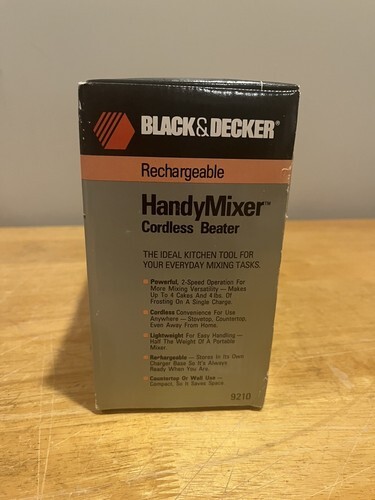 BLACK&DECKER®
Rechargeable
HandyMixer™
Cordless Beater
THE IDEAL KITCHEN TOOL FOR
YOUR EVERYDAY MIXING TASKS.
Powerful, 2-Speed Operation For
More Mixing Versatility — Makes
Up To 4 Cakes And 4 lbs. Of
Frosting On A Single Charge.
Cordless Convenience For Use
Anywhere — Stovetop, Countertop,
Even Away From Home.
Lightweight For Easy Handling —
Half The Weight Of A Portable
Mixer.
Rechargeable — Stores In Its Own
Charger Base So It's Always
Ready When You Are.
Countertop Or Wall Use —
Compact, So It Saves Space.
9210